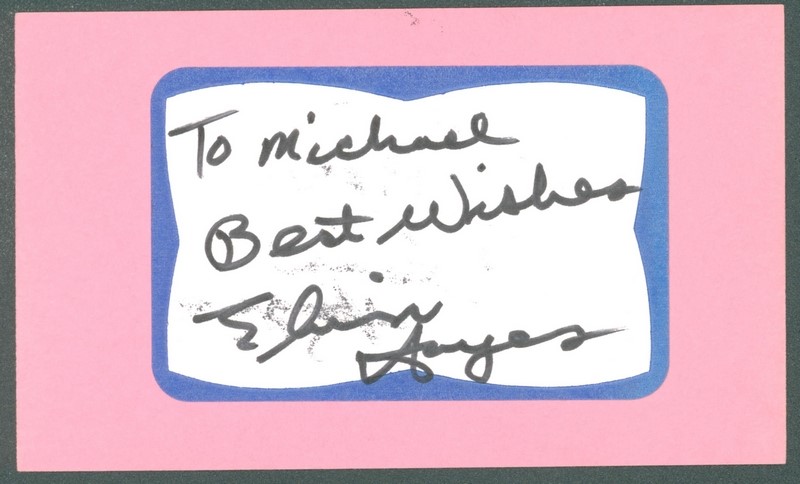 To Michael
Best Wishes
Elvin
Hayes